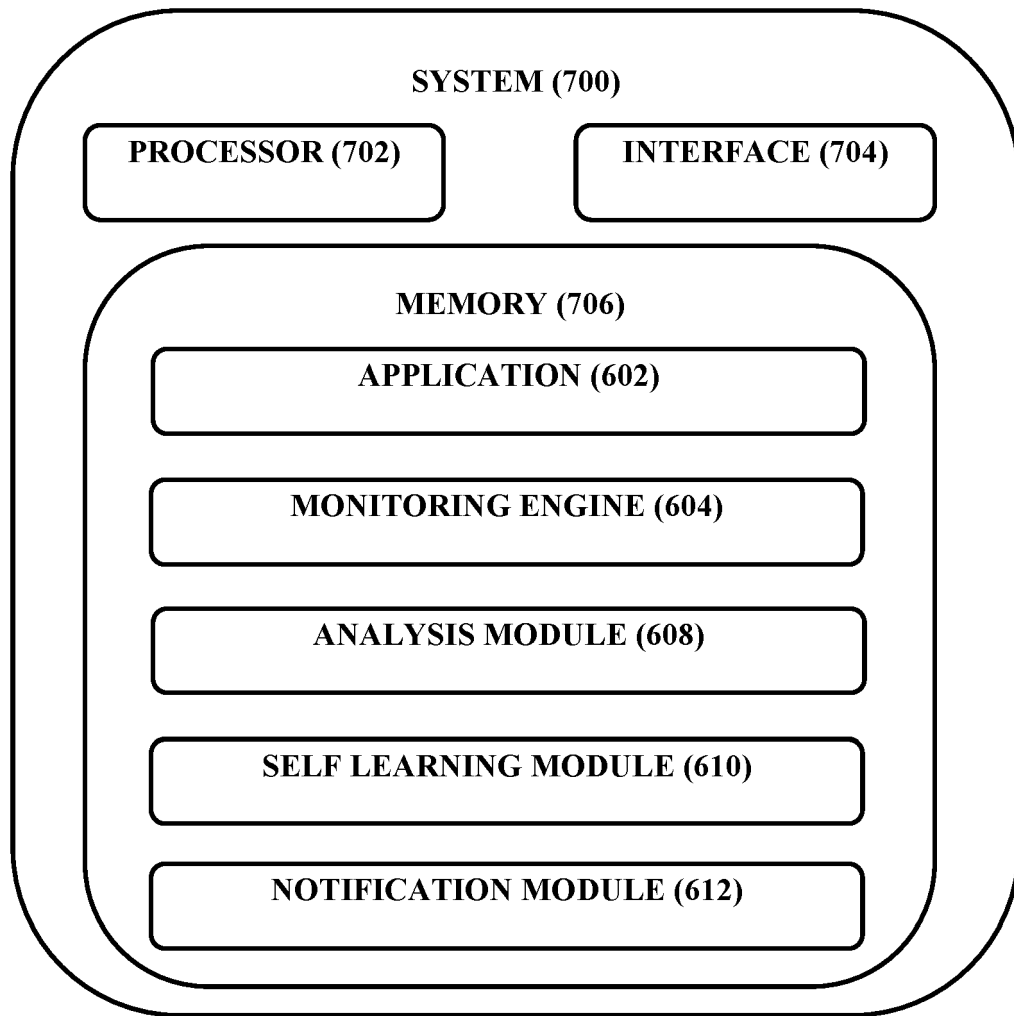 SYSTEM (700)
PROCESSOR (702)
INTERFACE (704)
MEMORY (706)
APPLICATION (602)
MONITORING ENGINE (604)
ANALYSIS MODULE (608)
SELF LEARNING MODULE (610)
NOTIFICATION MODULE (612)